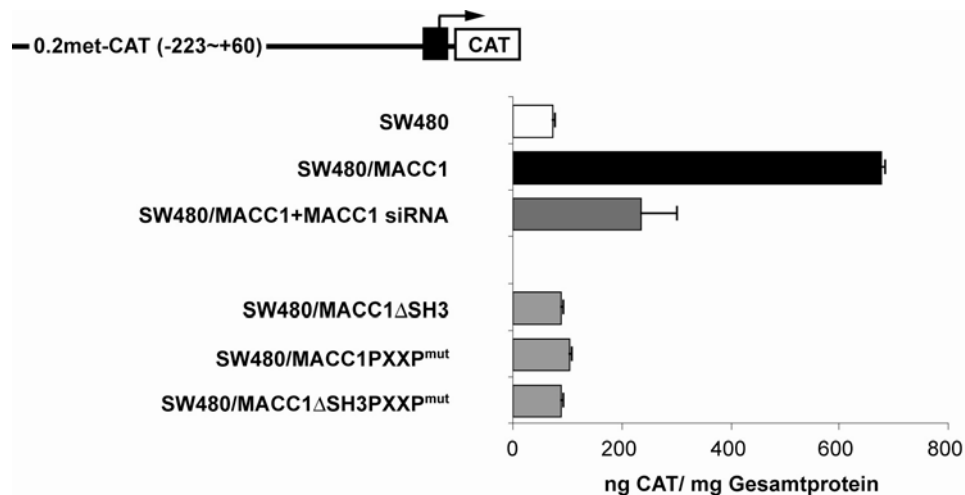 0.2met-CAT (-223~+60)
CAT
SW480
SW480/MACC1
SW480/MACC1+MACC1 siRNA
SW480/MACC1ΔSH3
SW480/MACC1PXXPᵐᵘᵗ
SW480/MACC1ΔSH3PXXPᵐᵘᵗ
0 200 400 600 800
ng CAT/ mg Gesamtprotein